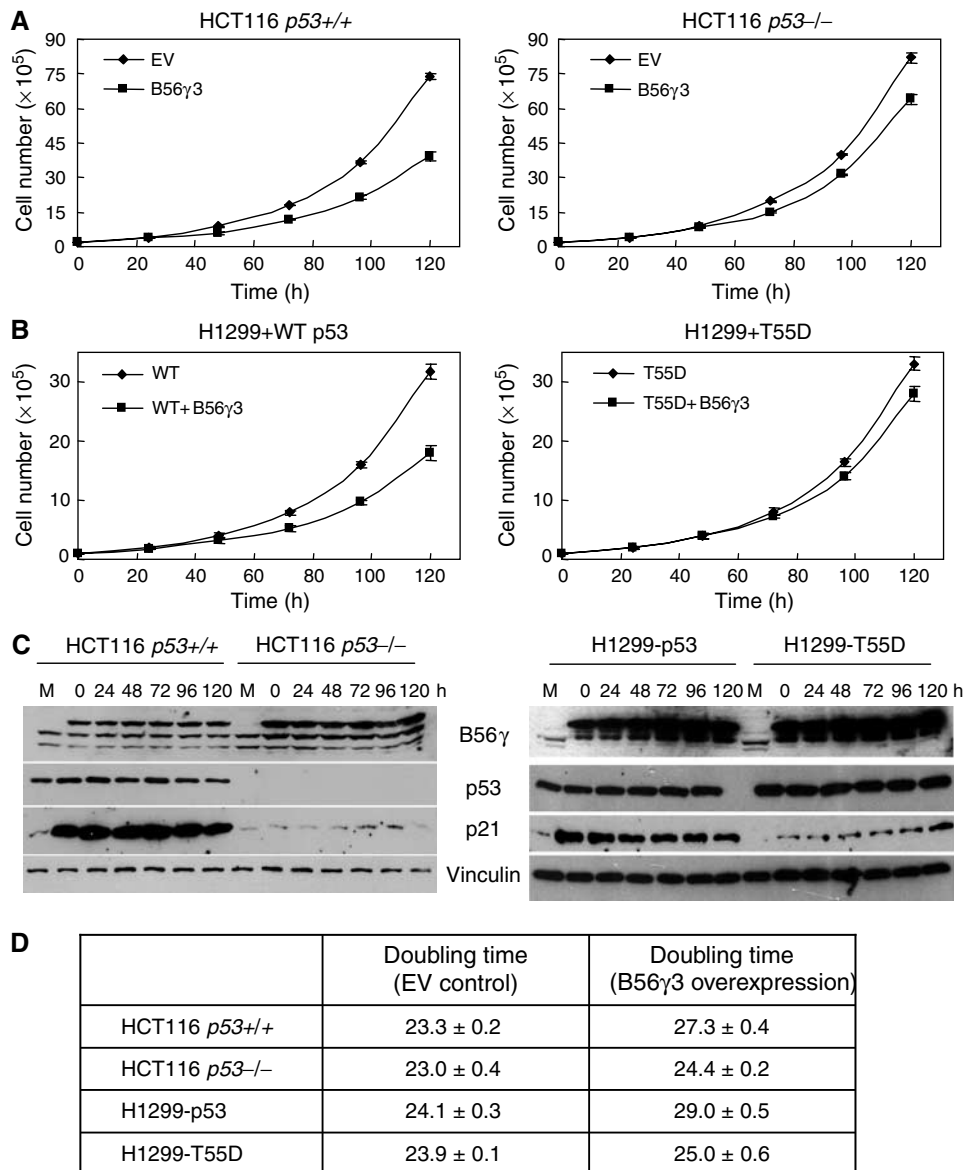 A
HCT116 p53+/+
HCT116 p53–/–
Cell number (× 10⁵)
90
75
60
45
30
15
0
EV
B56γ3
0 20 40 60 80 100 120
Time (h)
Cell number (× 10⁵)
90
75
60
45
30
15
0
EV
B56γ3
0 20 40 60 80 100 120
Time (h)
B
H1299+WT p53
H1299+T55D
Cell number (× 10⁵)
30
20
10
0
WT
WT+B56γ3
0 20 40 60 80 100 120
Time (h)
Cell number (× 10⁵)
30
20
10
0
T55D
T55D+B56γ3
0 20 40 60 80 100 120
Time (h)
C
HCT116 p53+/+ HCT116 p53–/–
H1299-p53 H1299-T55D
M 0 24 48 72 96 120 M 0 24 48 72 96 120 h
M 0 24 48 72 96 120 M 0 24 48 72 96 120 h
B56γ
p53
p21
Vinculin
D
Doubling time
(EV control)
Doubling time
(B56γ3 overexpression)
HCT116 p53+/+ 23.3 ± 0.2 27.3 ± 0.4
HCT116 p53–/– 23.0 ± 0.4 24.4 ± 0.2
H1299-p53 24.1 ± 0.3 29.0 ± 0.5
H1299-T55D 23.9 ± 0.1 25.0 ± 0.6